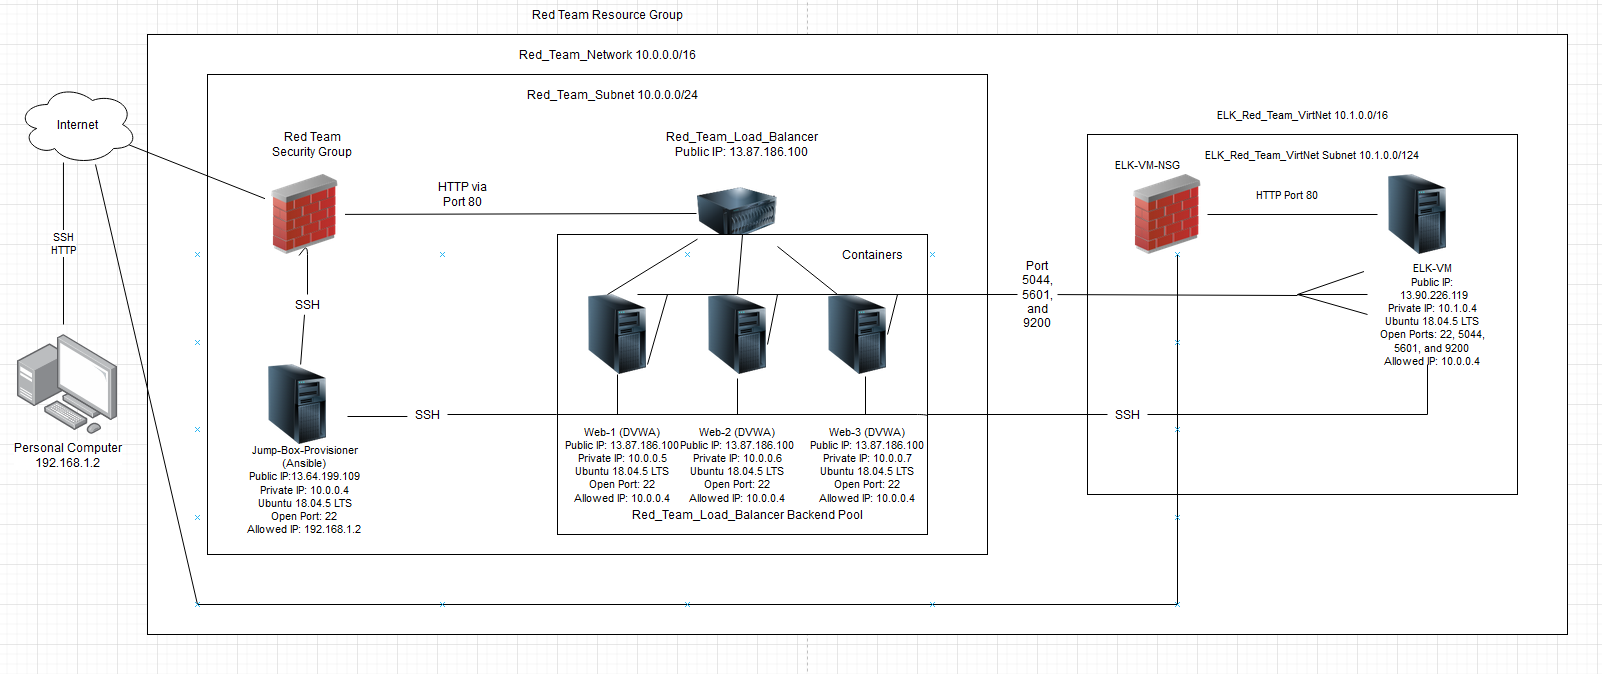 Red Team Resource Group
Red_Team_Network 10.0.0.0/16
Red_Team_Subnet 10.0.0.0/24
Internet
SSH
HTTP
Personal Computer
192.168.1.2
Red Team
Security Group
HTTP via
Port 80
Red_Team_Load_Balancer
Public IP: 13.87.186.100
SSH
Jump-Box-Provisioner
(Ansible)
Public IP:13.64.199.109
Private IP: 10.0.0.4
Ubuntu 18.04.5 LTS
Open Port: 22
Allowed IP: 192.168.1.2
SSH
Containers
Web-1 (DVWA)
Public IP: 13.87.186.100
Private IP: 10.0.0.5
Ubuntu 18.04.5 LTS
Open Port: 22
Allowed IP: 10.0.0.4
Web-2 (DVWA)
Public IP: 13.87.186.100
Private IP: 10.0.0.6
Ubuntu 18.04.5 LTS
Open Port: 22
Allowed IP: 10.0.0.4
Web-3 (DVWA)
Public IP: 13.87.186.100
Private IP: 10.0.0.7
Ubuntu 18.04.5 LTS
Open Port: 22
Allowed IP: 10.0.0.4
Red_Team_Load_Balancer Backend Pool
Port
5044,
5601,
and
9200
SSH
ELK_Red_Team_VirtNet 10.1.0.0/16
ELK_Red_Team_VirtNet Subnet 10.1.0.0/124
ELK-VM-NSG
HTTP Port 80
ELK-VM
Public IP:
13.90.226.119
Private IP: 10.1.0.4
Ubuntu 18.04.5 LTS
Open Ports: 22, 5044,
5601, and 9200
Allowed IP: 10.0.0.4